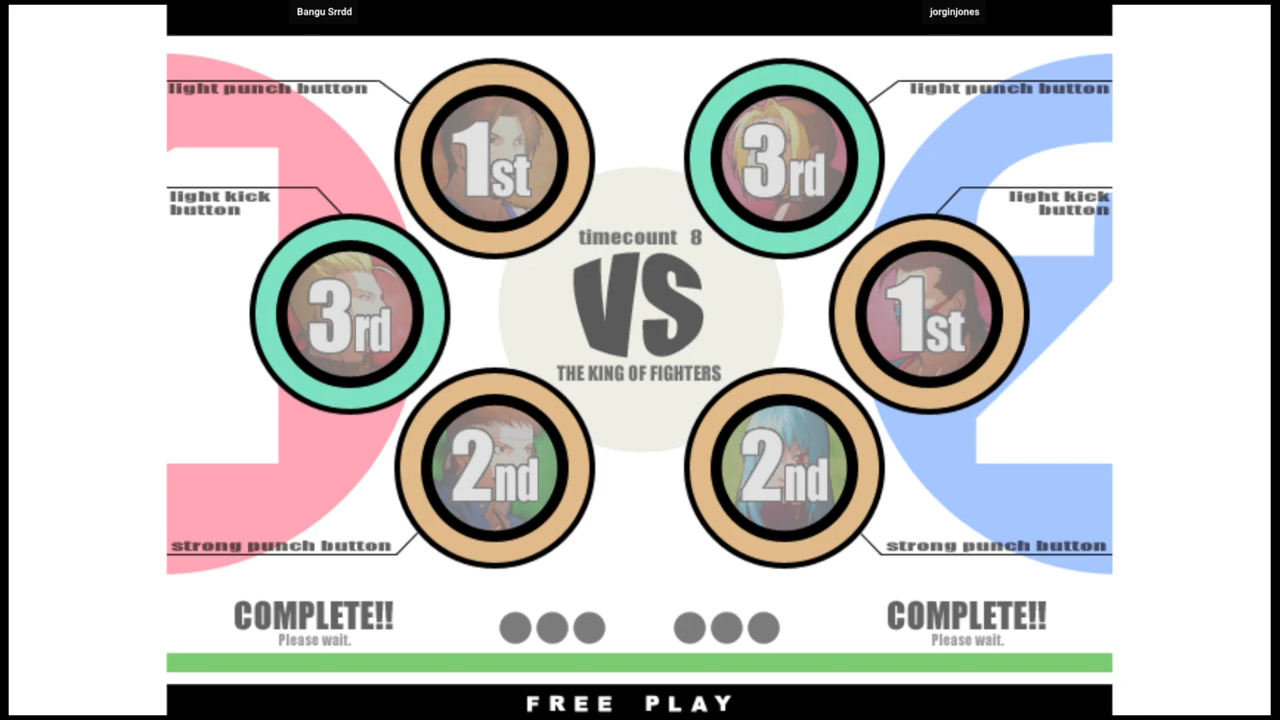 Bangu Srrdd
jorginjones
light punch button
light punch button
1st
3rd
light kick
button
light kick
button
timecount 8
VS
THE KING OF FIGHTERS
3rd
1st
2nd
2nd
strong punch button
strong punch button
COMPLETE!!
Please wait.
COMPLETE!!
Please wait.
FREE PLAY